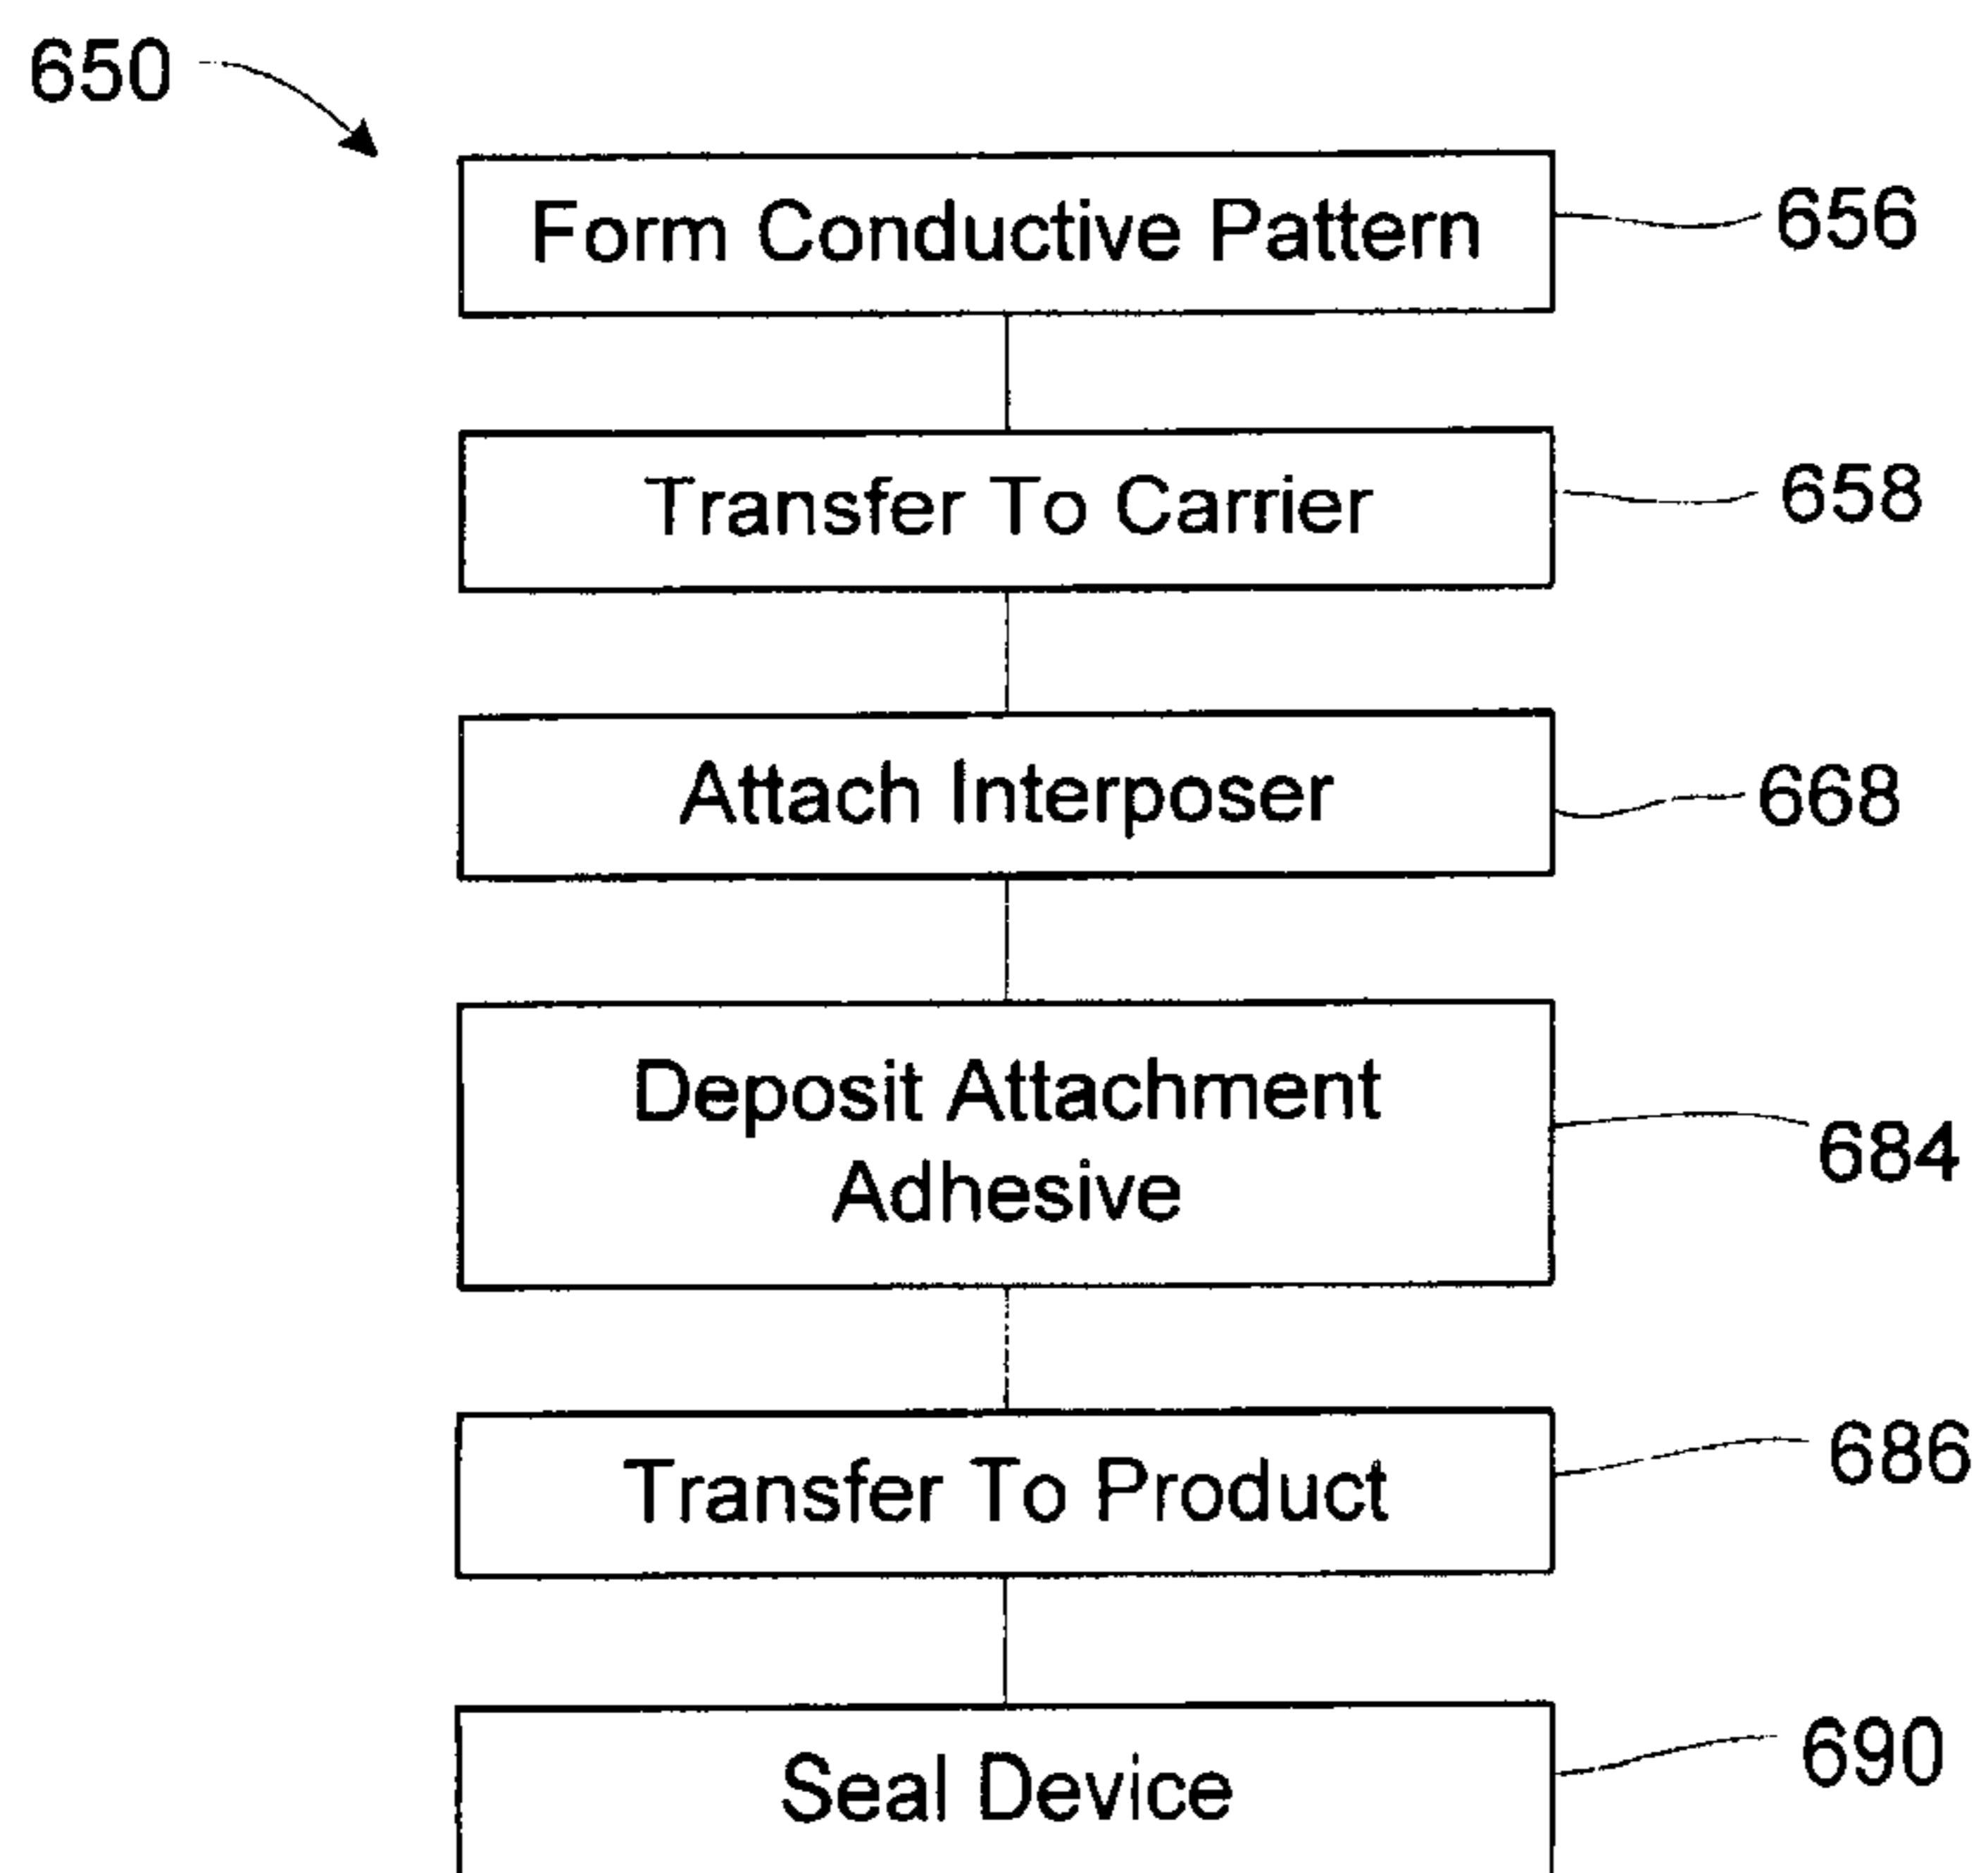 650
Form Conductive Pattern 656
Transfer To Carrier 658
Attach Interposer 668
Deposit Attachment
Adhesive 684
Transfer To Product 686
Seal Device 690